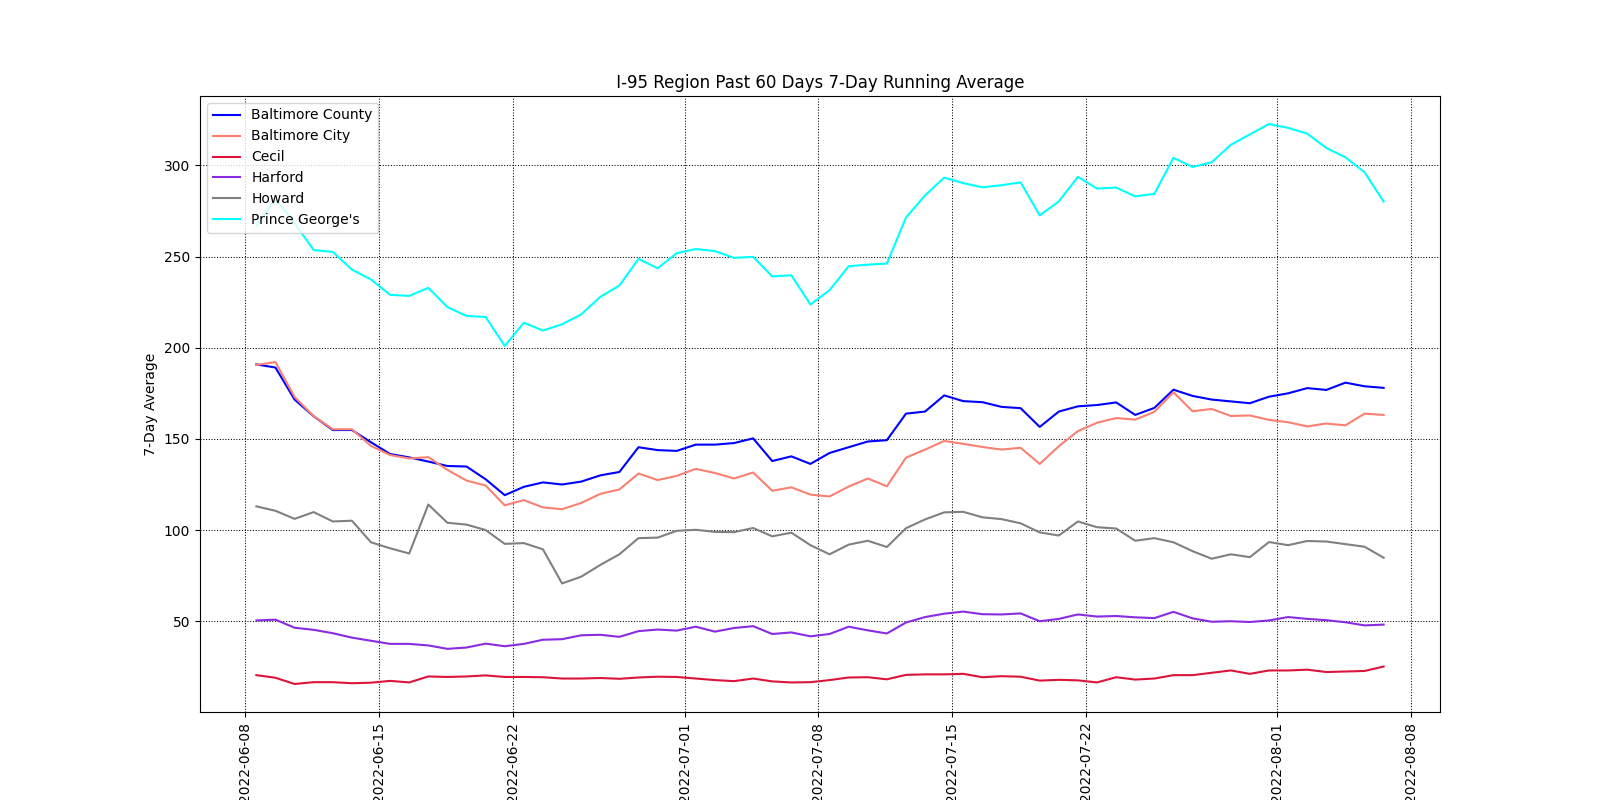 I-95 Region Past 60 Days 7-Day Running Average
Baltimore County
Baltimore City
Cecil
Harford
Howard
Prince George's
300
250
200
150
100
50
7-Day Average
2022-06-08
2022-06-15
2022-06-22
2022-07-01
2022-07-08
2022-07-15
2022-07-22
2022-08-01
2022-08-08